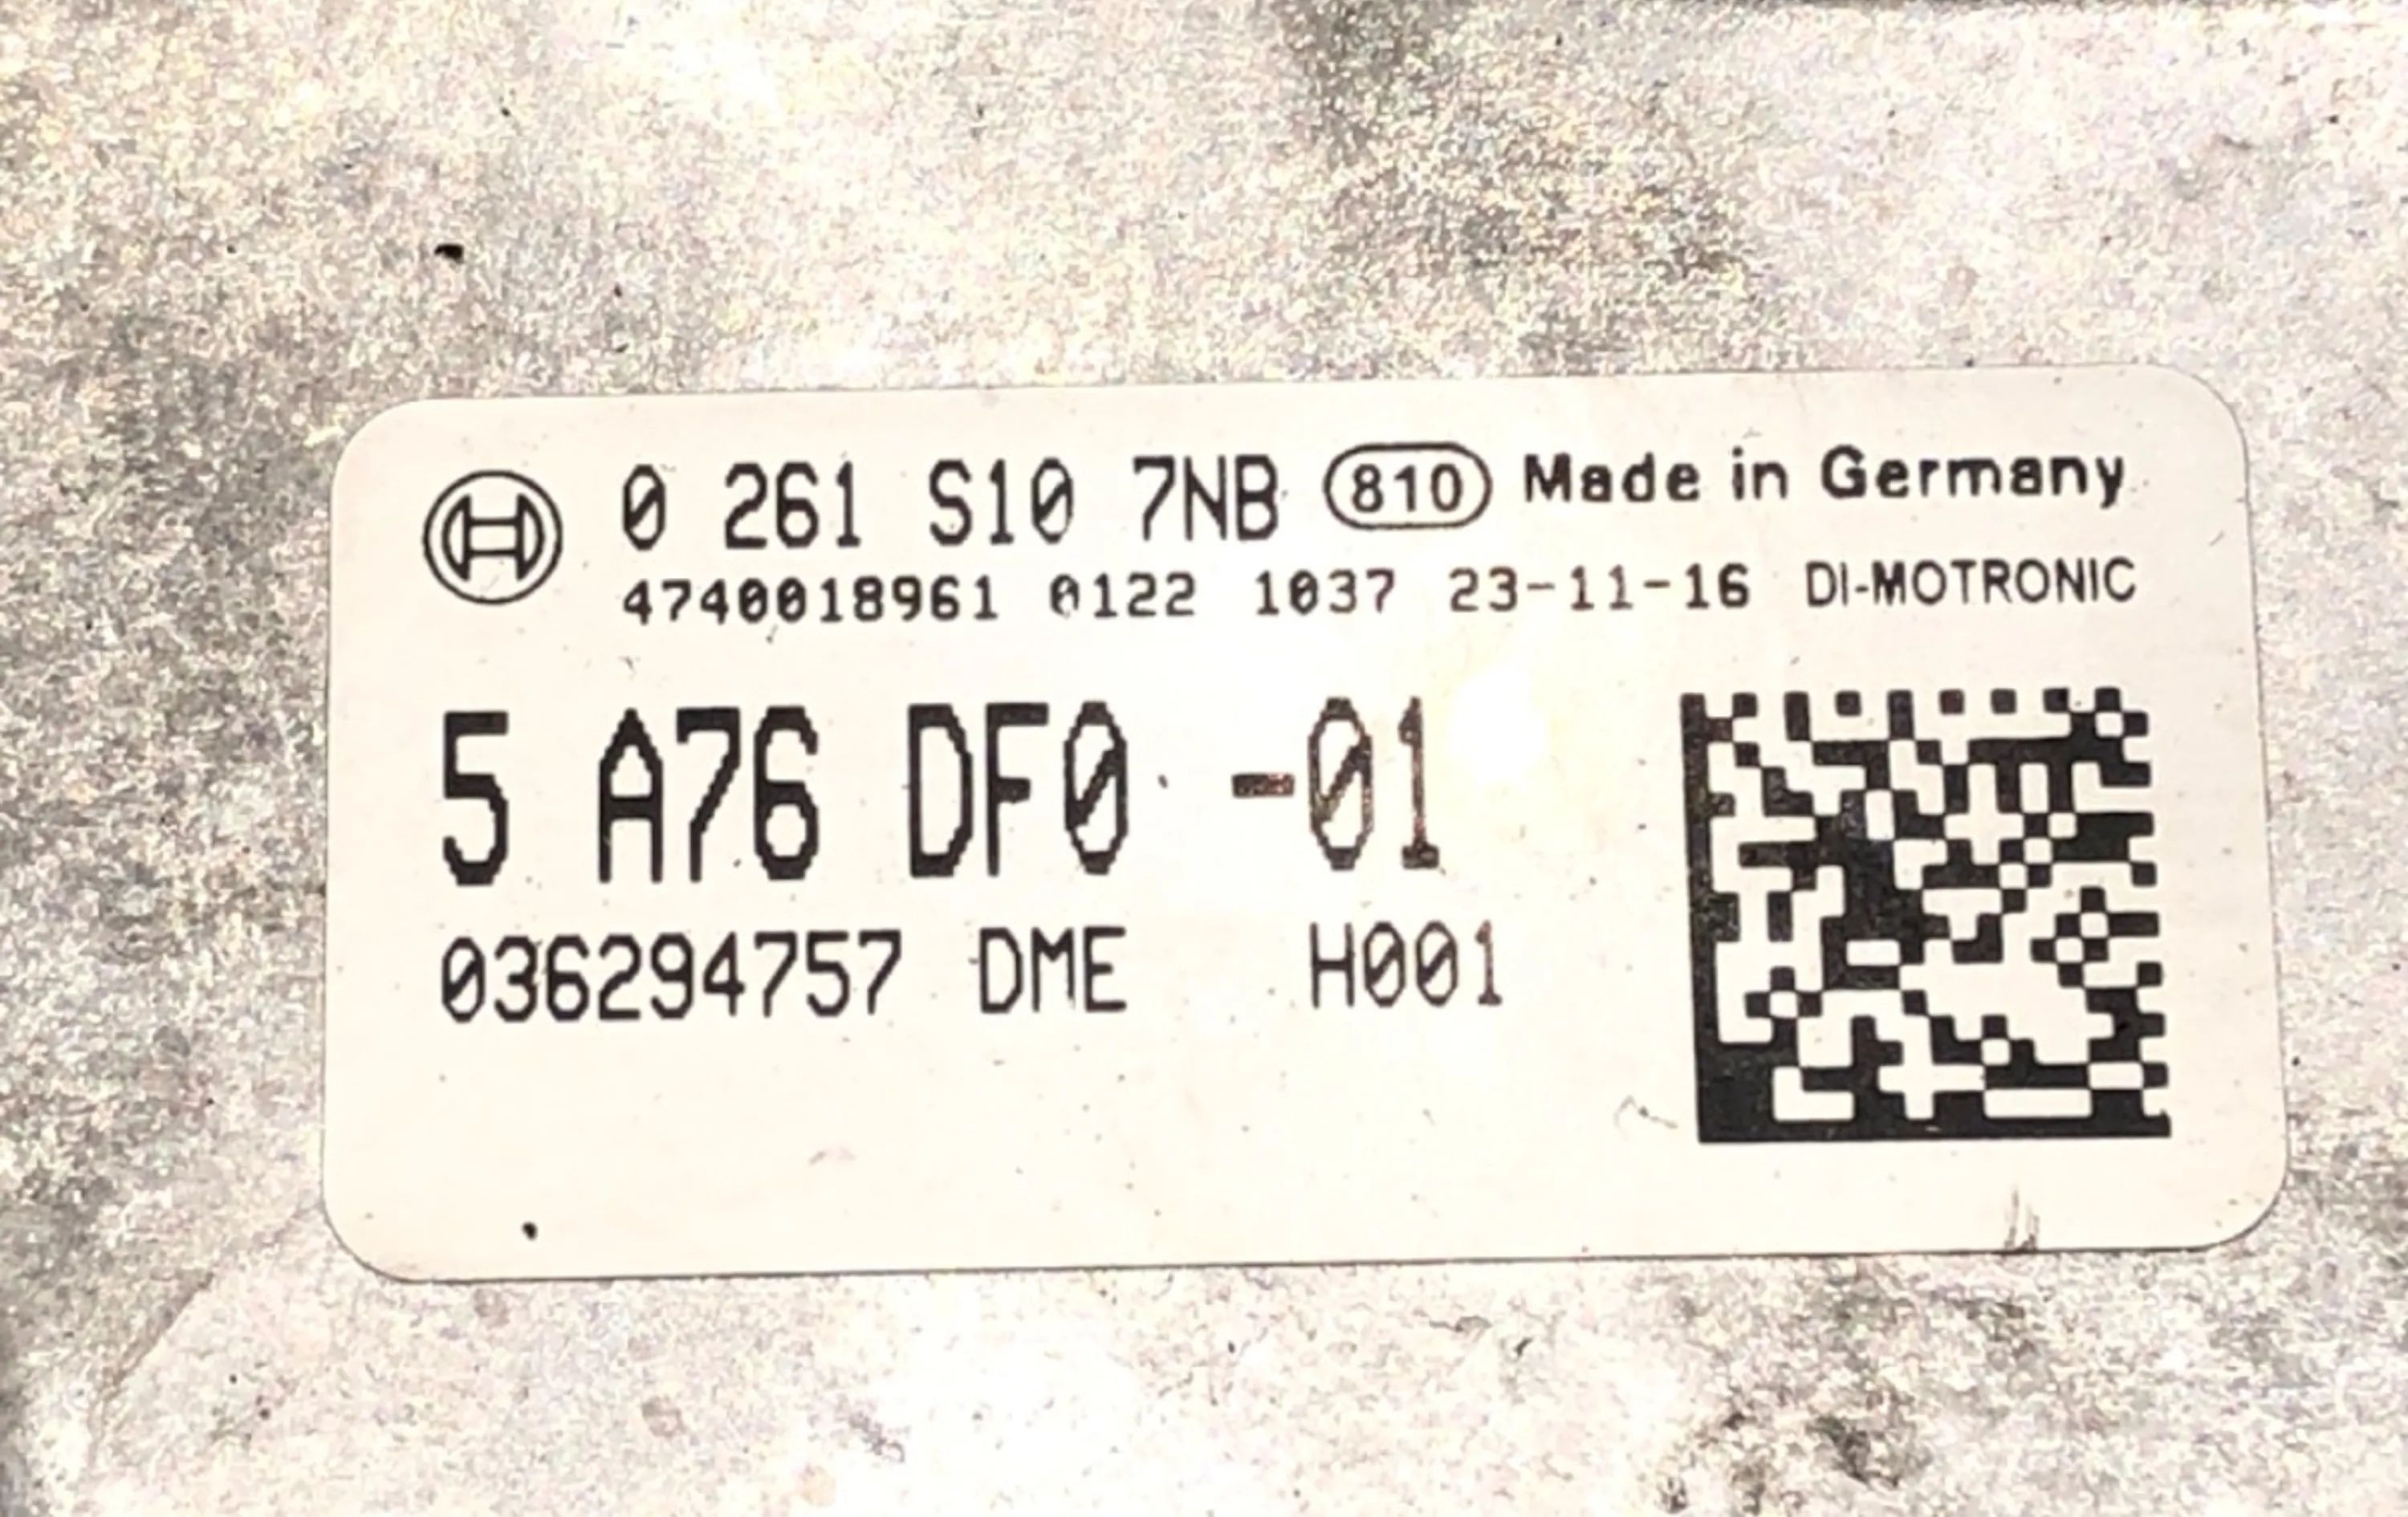 0 261 S10 7NB 810 Made in Germany
4740018961 0122 1037 23-11-16 DI-MOTRONIC
5 A76 DF0 -01
036294757 DME H001